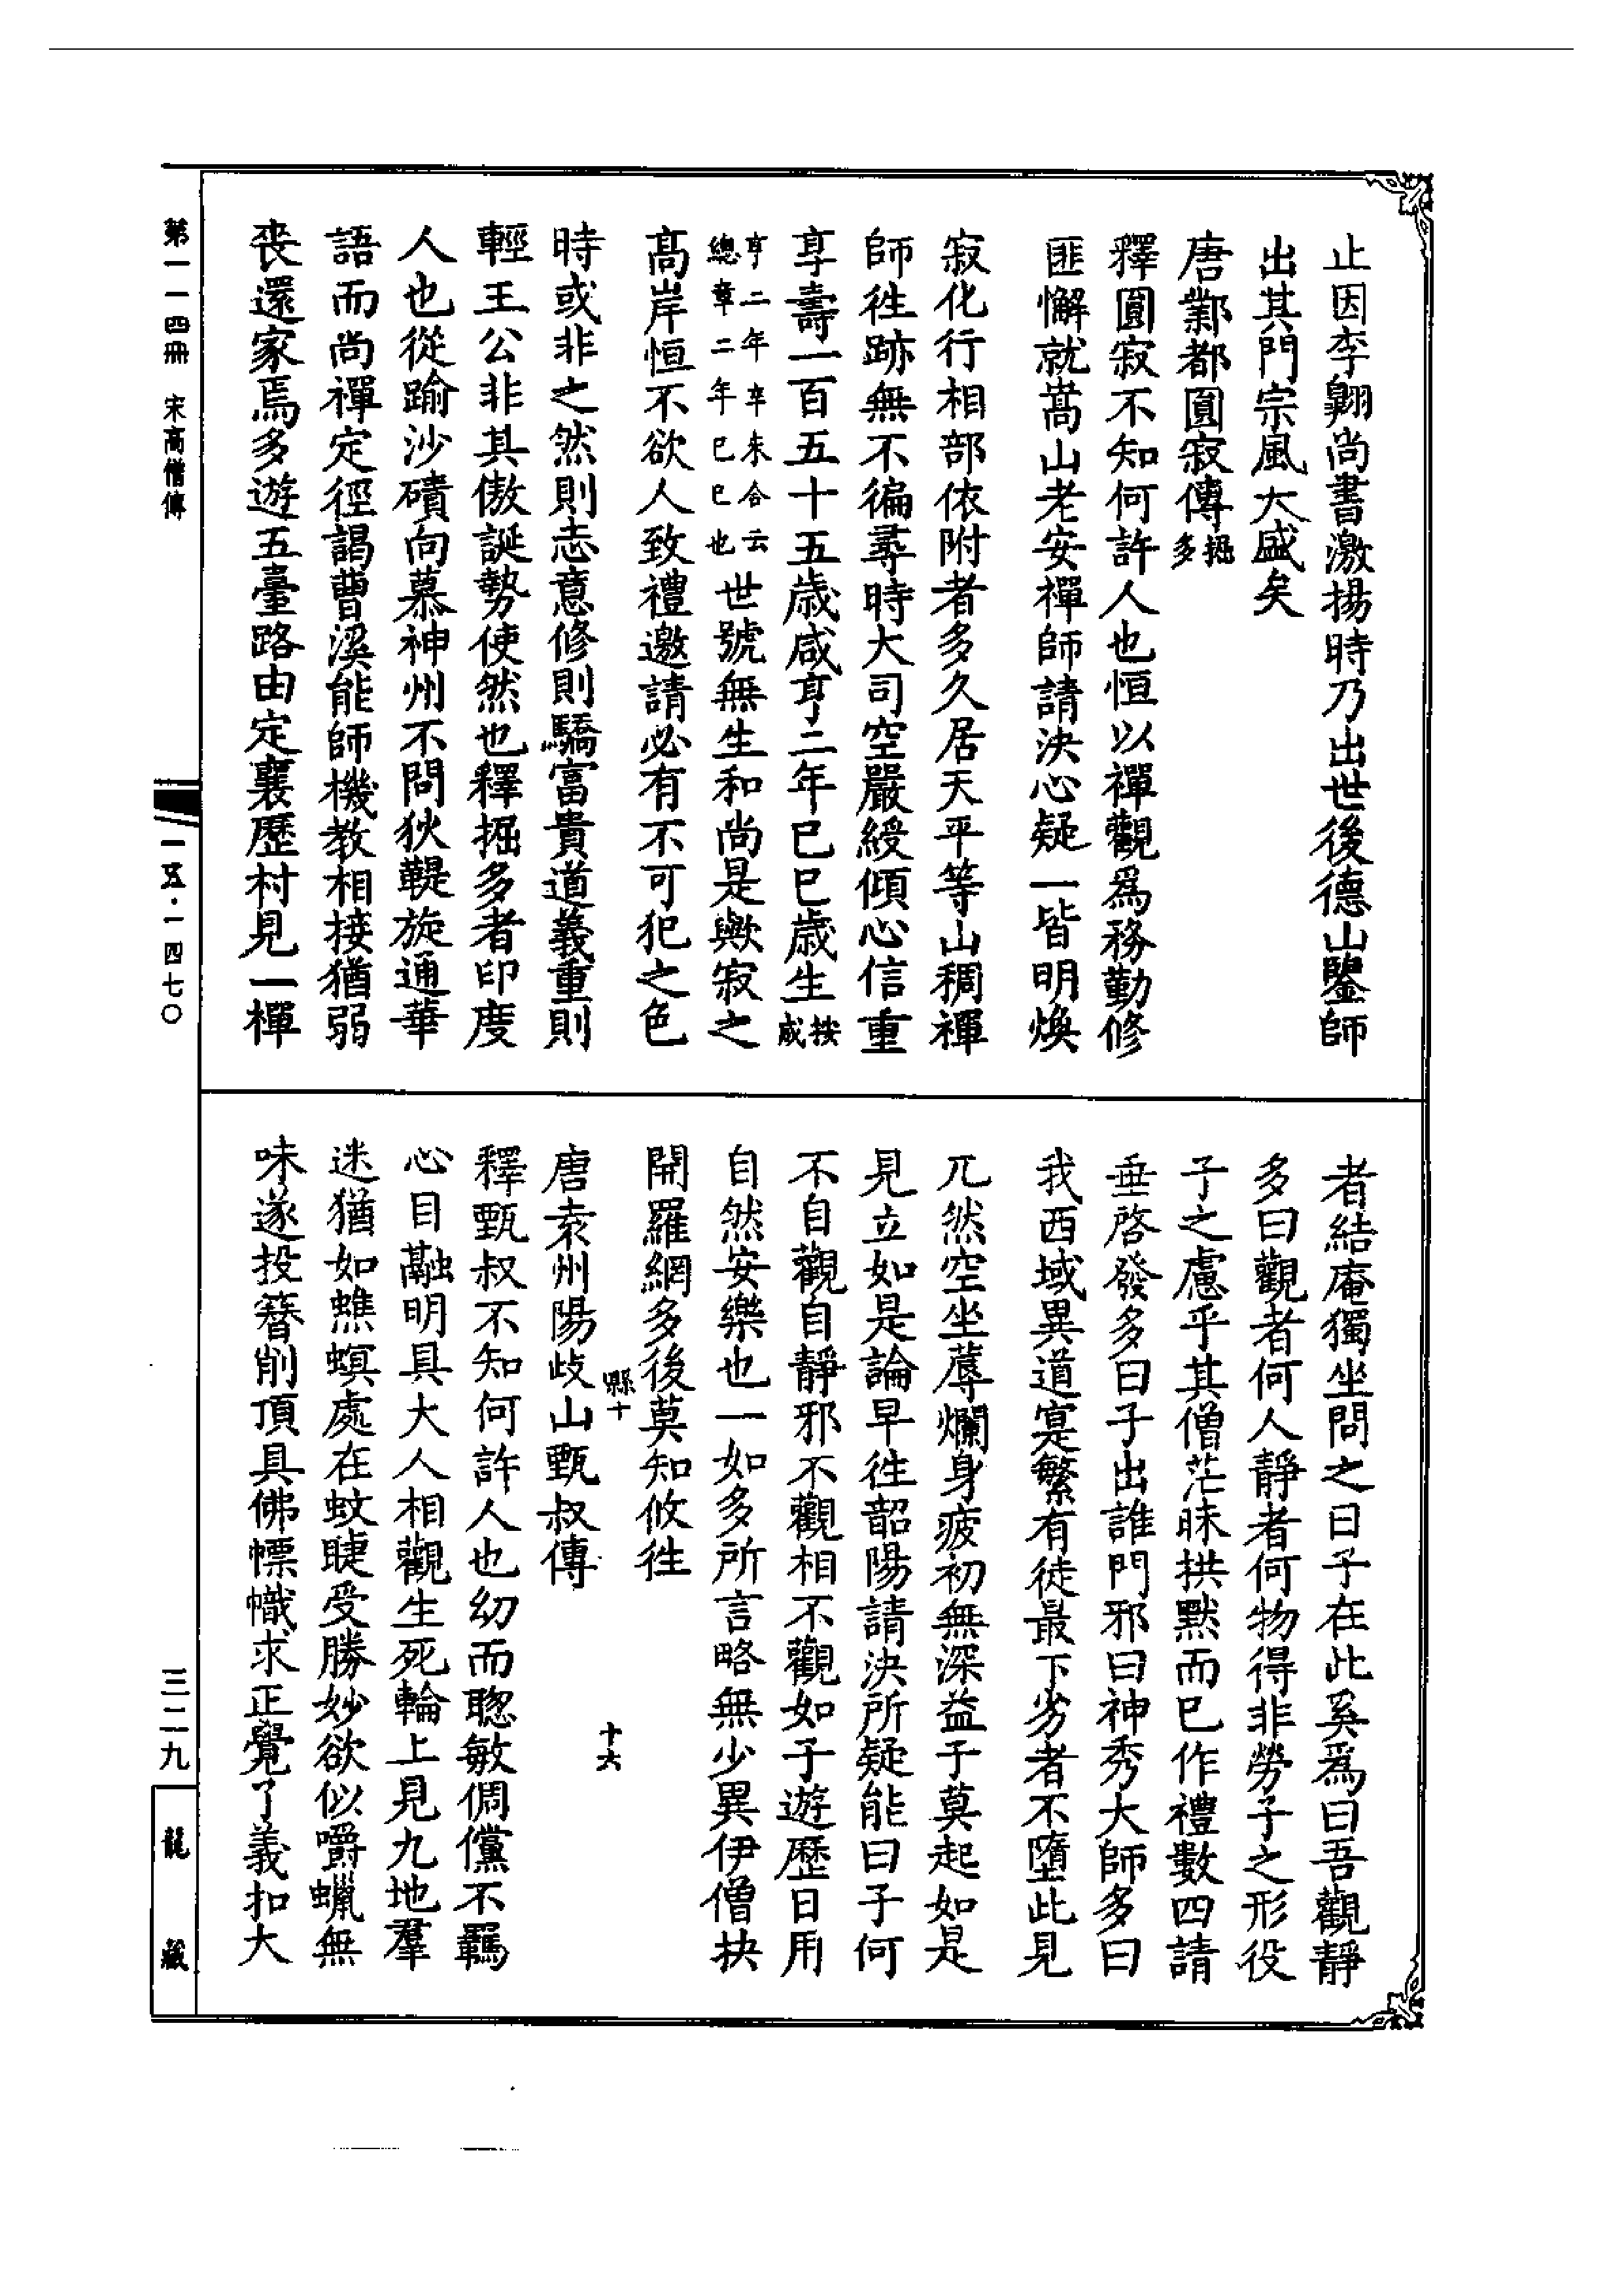 止因李翶尚書激揚時乃出世後德山鑒師
出其門宗風大盛矣
唐鄴都圓寂傳掘多
釋圓寂不知何許人也恒以禪觀爲務勤修
匪懈就嵩山老安禪師請決心疑一皆明煥
寂化行相部依附者多久居天平等山稠禪
師徃跡無不徧尋時大司空嚴綬傾心信重
享壽一百五十五歲咸亨二年巳巳歲生按咸
亨二年辛未合云總章二年巳巳也世號無生和尚是歟寂之
高岸恒不欲人致禮邀請必有不可犯之色
時或非之然則志意修則驕富貴道義重則
輕王公非其傲誕勢使然也釋掘多者印度
人也從踰沙磧向慕神州不問狄鞮旋通華
語而尚禪定徑謁曹溪能師機教相接猶弱
喪還家焉多遊五臺路由定襄歷村見一禪
者結庵獨坐問之曰子在此奚爲曰吾觀靜
多曰觀者何人靜者何物得非勞子之形役
子之慮乎其僧茫昧拱默而巳作禮數四請
垂啓發多曰子出誰門邪曰神秀大師多曰
我西域異道寔繁有徒最下劣者不墮此見
兀然空坐蓐爛身疲初無深益于莫起如是
見立如是論早徃韶陽請決所疑能曰子何
不自觀自靜邪不觀相不觀如子遊歷日用
自然安樂也一如多所言略無少異伊僧抉
開羅網多後莫知攸徃
縣十
十六
唐袁州陽歧山甄叔傳
釋甄叔不知何許人也幼而聰敏倜儻不羈
心目融明具大人相觀生死輪上見九地羣
迷猶如蟭螟處在蚊睫受勝妙欲似嚼蠟無
味遂投簪削頂具佛幖幟求正覺了義扣大
第一一四冊 宋高僧傳
一五·一四七〇
三二九
龍藏